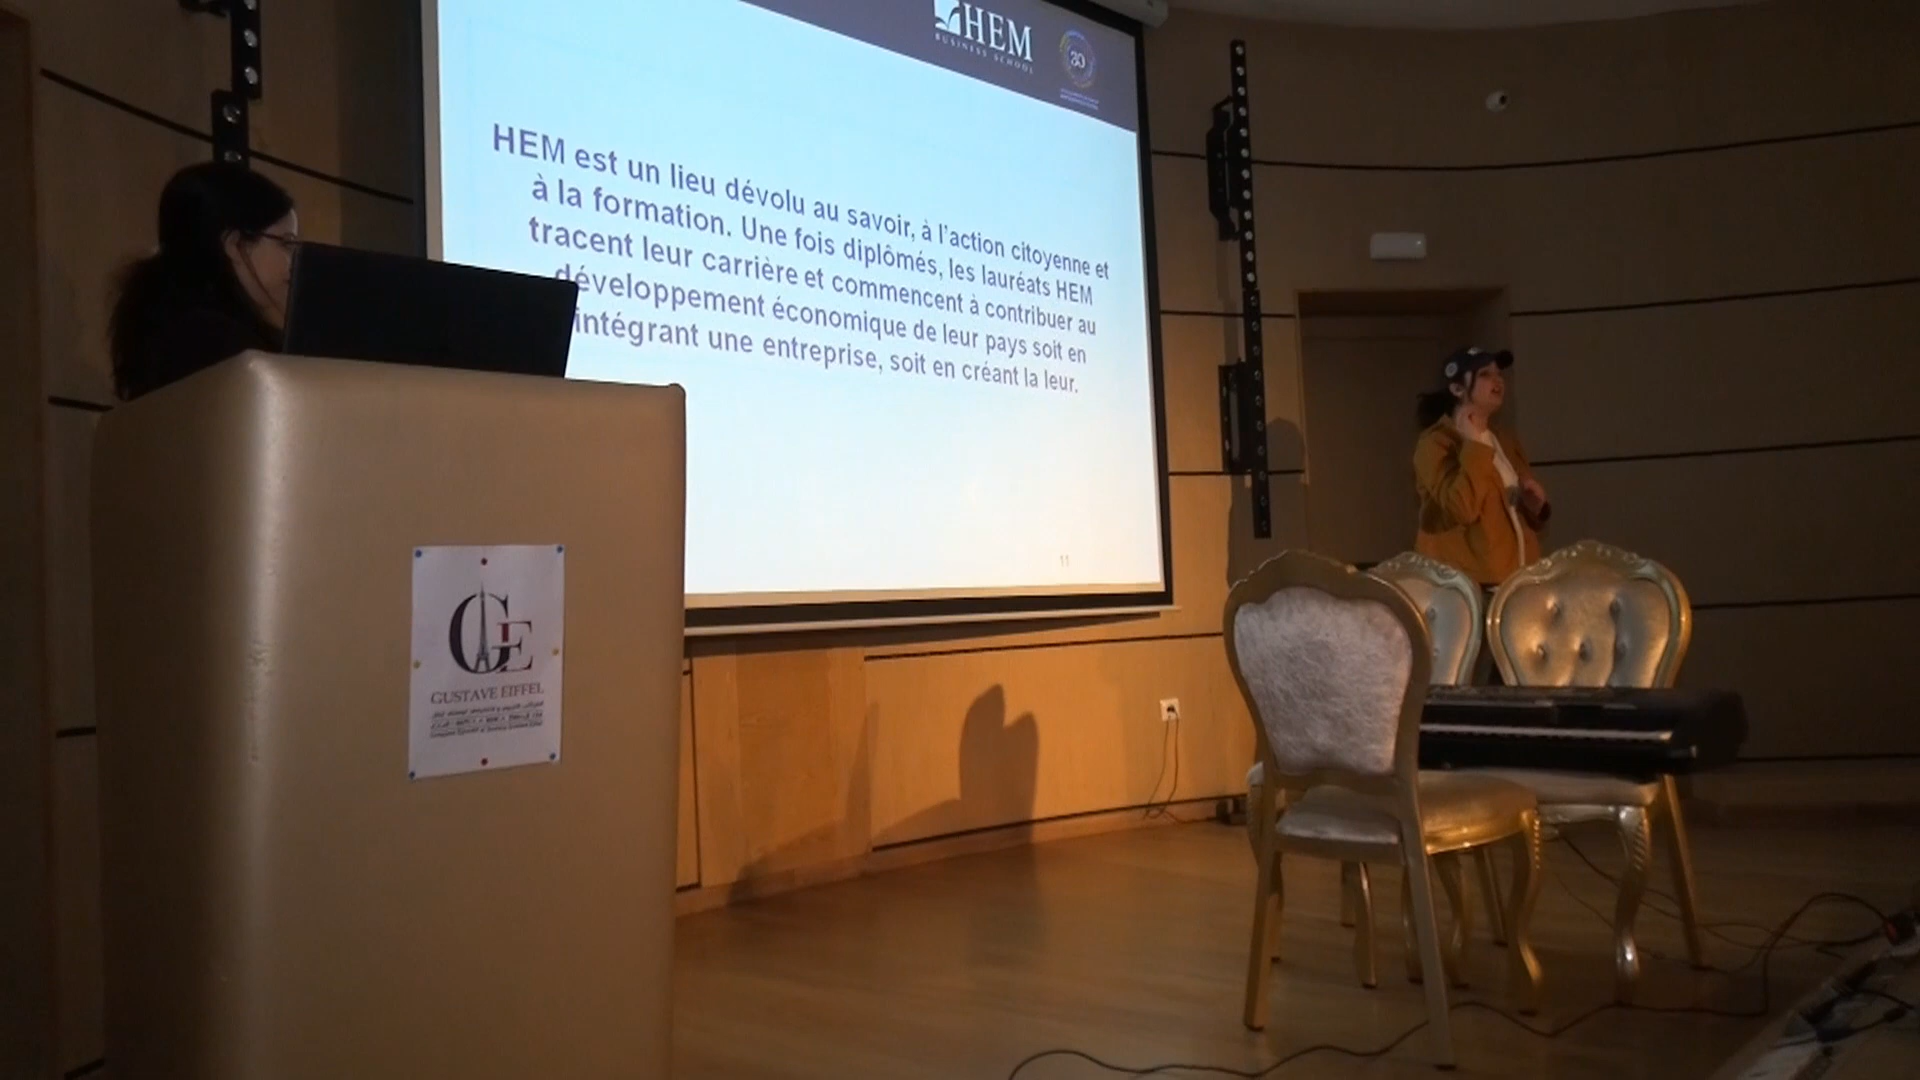 HEM
BUSINESS SCHOOL
30
HEM est un lieu dévolu au savoir, à l'action citoyenne et
à la formation. Une fois diplômés, les lauréats HEM
tracent leur carrière et commencent à contribuer au
développement économique de leur pays soit en
intégrant une entreprise, soit en créant la leur.
11
GE
GUSTAVE EIFFEL